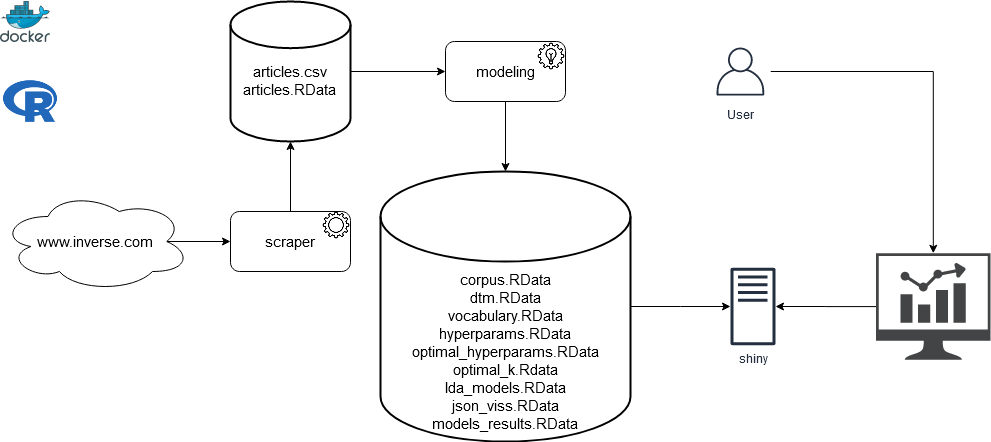 docker
R
articles.csv
articles.RData
modeling
User
www.inverse.com
scraper
corpus.RData
dtm.RData
vocabulary.RData
hyperparams.RData
optimal_hyperparams.RData
optimal_k.Rdata
lda_models.RData
json_viss.RData
models_results.RData
shiny